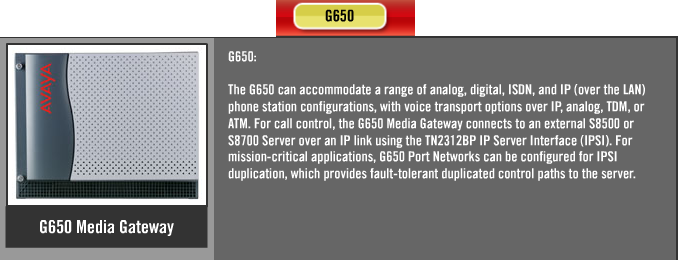 G650
AVAYA
G650 Media Gateway
G650:
The G650 can accommodate a range of analog, digital, ISDN, and IP (over the LAN)
phone station configurations, with voice transport options over IP, analog, TDM, or
ATM. For call control, the G650 Media Gateway connects to an external S8500 or
S8700 Server over an IP link using the TN2312BP IP Server Interface (IPSI). For
mission-critical applications, G650 Port Networks can be configured for IPSI
duplication, which provides fault-tolerant duplicated control paths to the server.